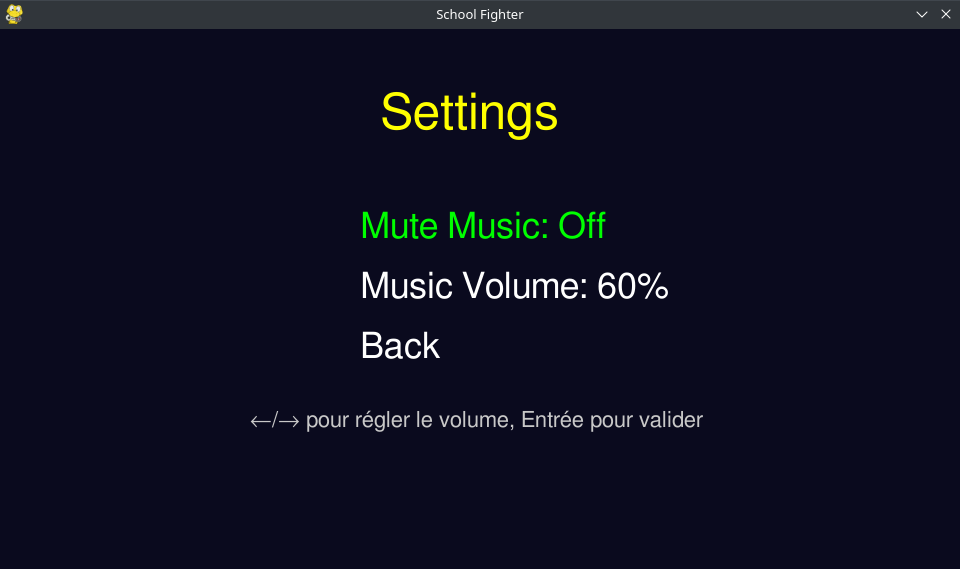 School Fighter
Settings
Mute Music: Off
Music Volume: 60%
Back
←/→ pour régler le volume, Entrée pour valider